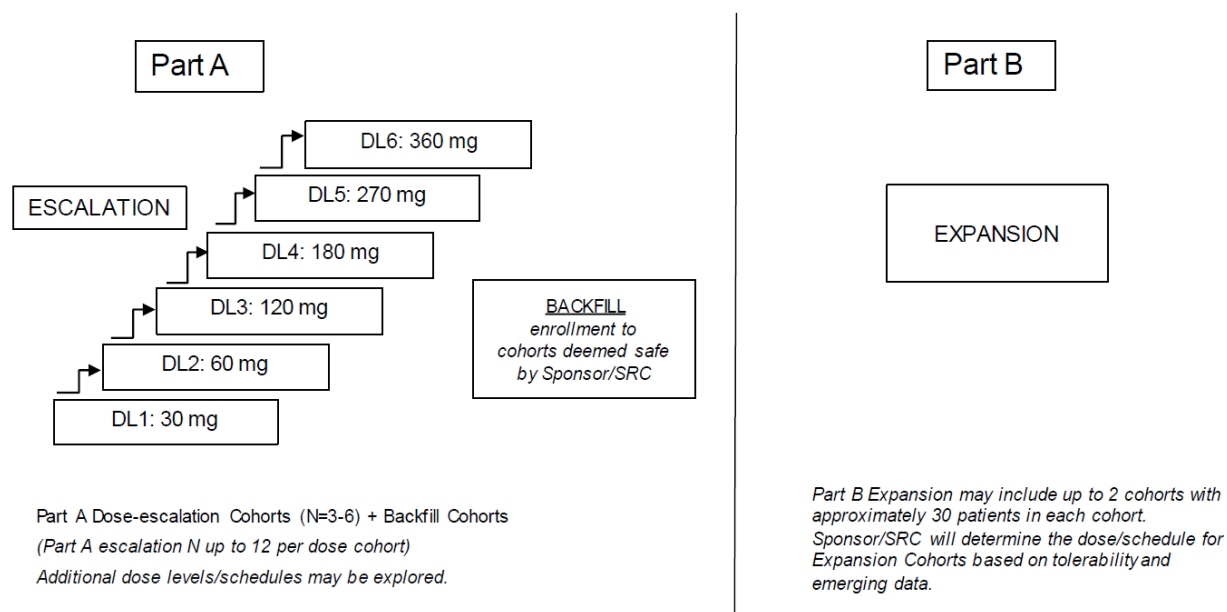 Part A
DL6: 360 mg
DL5: 270 mg
ESCALATION
DL4: 180 mg
DL3: 120 mg
DL2: 60 mg
DL1: 30 mg
BACKFILL
enrollment to
cohorts deemed safe
by Sponsor/SRC
Part A Dose-escalation Cohorts (N=3-6) + Backfill Cohorts
(Part A escalation N up to 12 per dose cohort)
Additional dose levels/schedules may be explored.
Part B
EXPANSION
Part B Expansion may include up to 2 cohorts with
approximately 30 patients in each cohort.
Sponsor/SRC will determine the dose/schedule for
Expansion Cohorts based on tolerability and
emerging data.